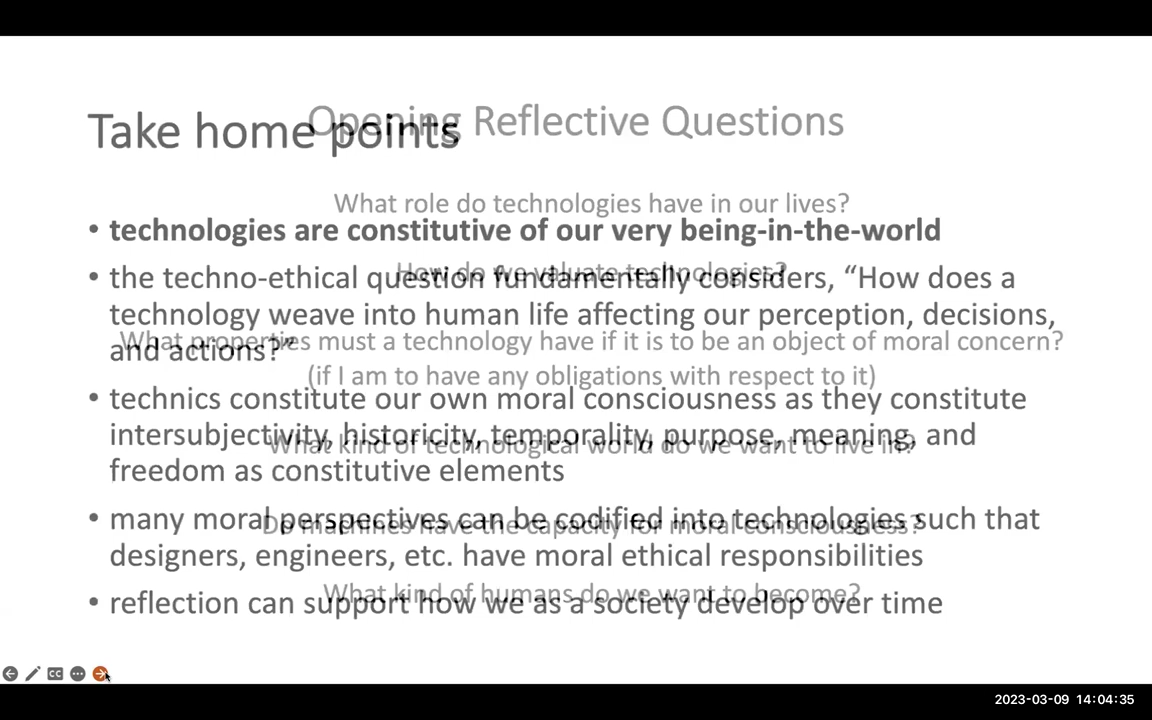 Take home points
• technologies are constitutive of our very being-in-the-world
• the techno-ethical question fundamentally considers, “How does a
technology weave into human life affecting our perception, decisions,
and actions?”
• technics constitute our own moral consciousness as they constitute
intersubjectivity, historicity, temporality, purpose, meaning, and
freedom as constitutive elements
• many moral perspectives can be codified into technologies such that
designers, engineers, etc. have moral ethical responsibilities
• reflection can support how we as a society develop over time
Opening Reflective Questions
What role do technologies have in our lives?
How do we valuate technologies?
What properties must a technology have if it is to be an object of moral concern?
(if I am to have any obligations with respect to it)
What kind of technological world do we want to live in?
Do machines have the capacity for moral consciousness?
What kind of humans do we want to become?
CC
2023-03-09 14:04:35